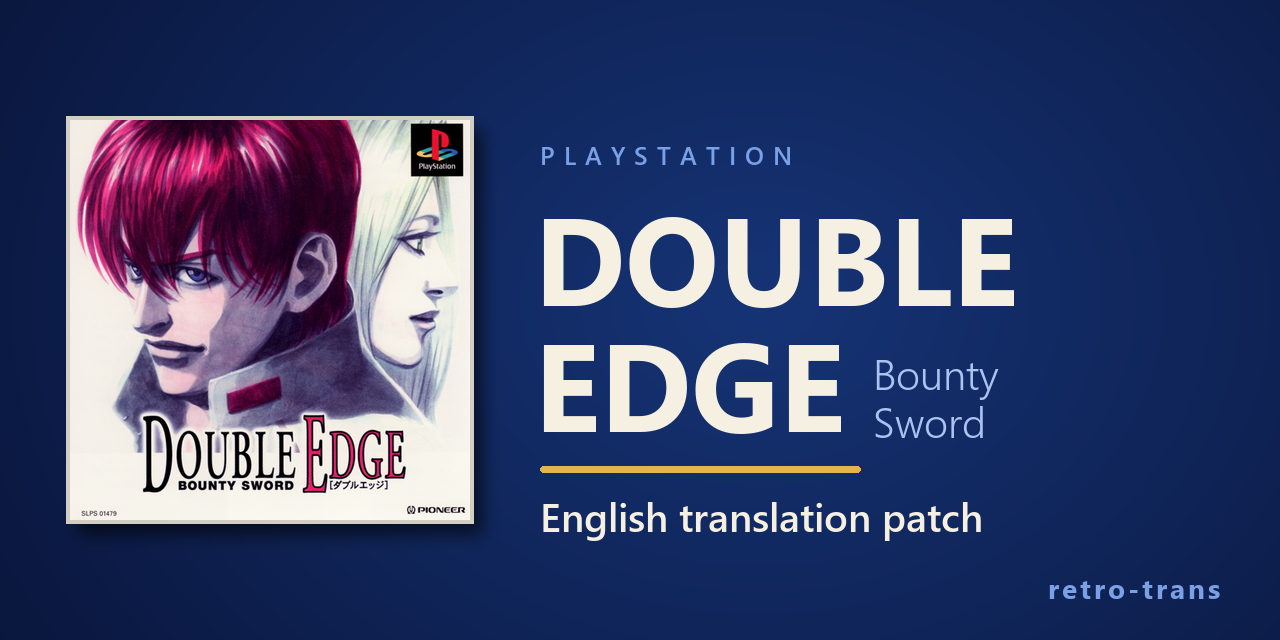 PlayStation
DOUBLE EDGE
BOUNTY SWORD [ダブルエッジ]
SLPS 01479
PIONEER
PLAYSTATION
DOUBLE
EDGE
Bounty
Sword
English translation patch
retro-trans